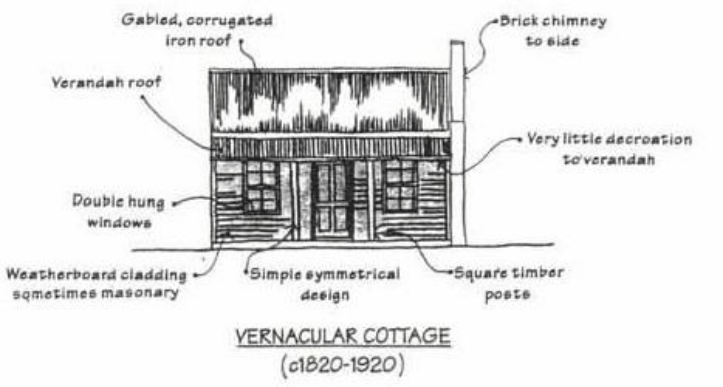 Gabled, corrugated
iron roof
Brick chimney
to side
Verandah roof
Very little decroation
to verandah
Double hung
windows
Weatherboard cladding
sometimes masonary
Simple symmetrical
design
Square timber
posts
VERNACULAR COTTAGE
(c1820-1920)